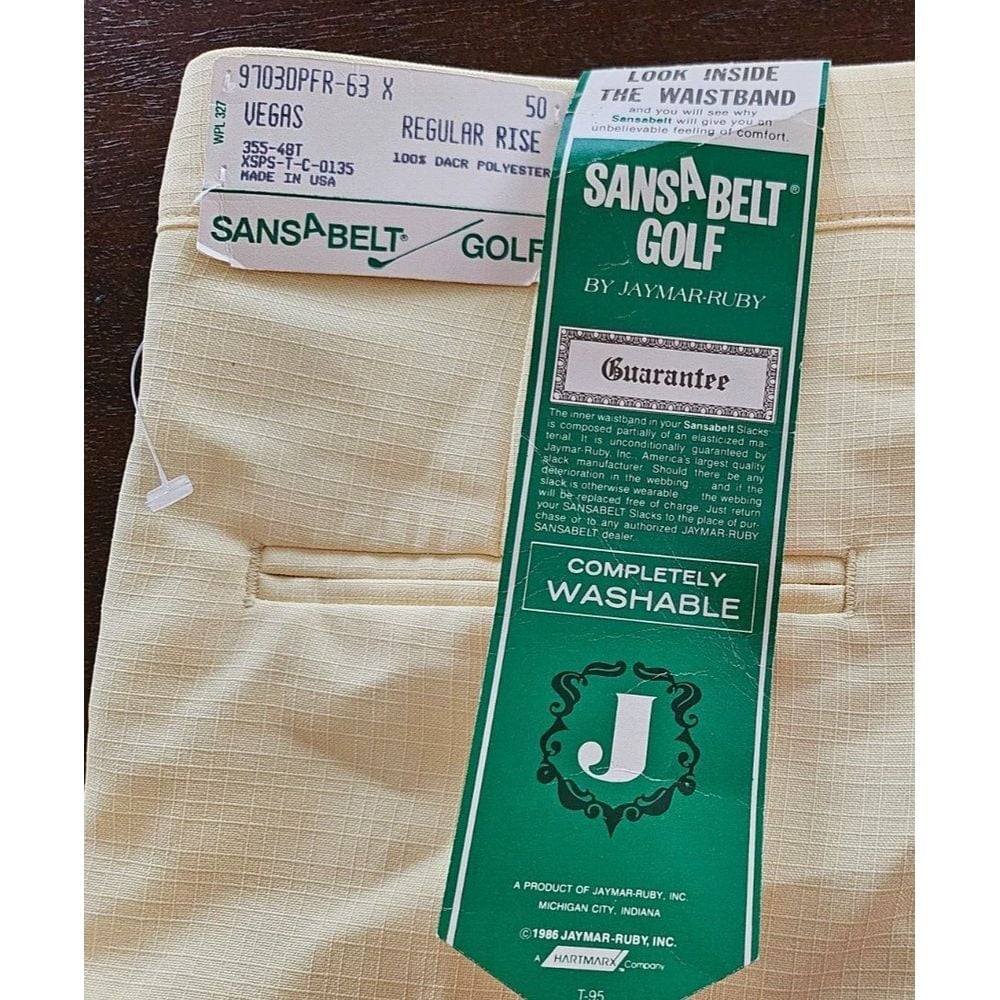 WPL 327
9703DPFR-63 X
VEGAS
50
REGULAR RISE
355-48T
XSPS-T-C-0135
MADE IN USA
100% DACR POLYESTER
SANSABELT®
GOLF
LOOK INSIDE
THE WAISTBAND
and you will see why
Sansabelt will give you an
unbelievable feeling of comfort.
SANSABELT®
GOLF
BY JAYMAR-RUBY
Guarantee
The inner waistband in your Sansabelt Slacks
is composed partially of an elasticized ma-
terial. It is unconditionally guaranteed by
Jaymar-Ruby, Inc., America's largest quality
slack manufacturer. Should there be any
deterioration in the webbing . . . and if the
slack is otherwise wearable . . . the webbing
will be replaced free of charge. Just return
your SANSABELT Slacks to the place of pur-
chase or to any authorized JAYMAR-RUBY
SANSABELT dealer.
COMPLETELY
WASHABLE
J
A PRODUCT OF JAYMAR-RUBY, INC.
MICHIGAN CITY, INDIANA
©1986 JAYMAR-RUBY, INC.
A HARTMARX Company
T-95